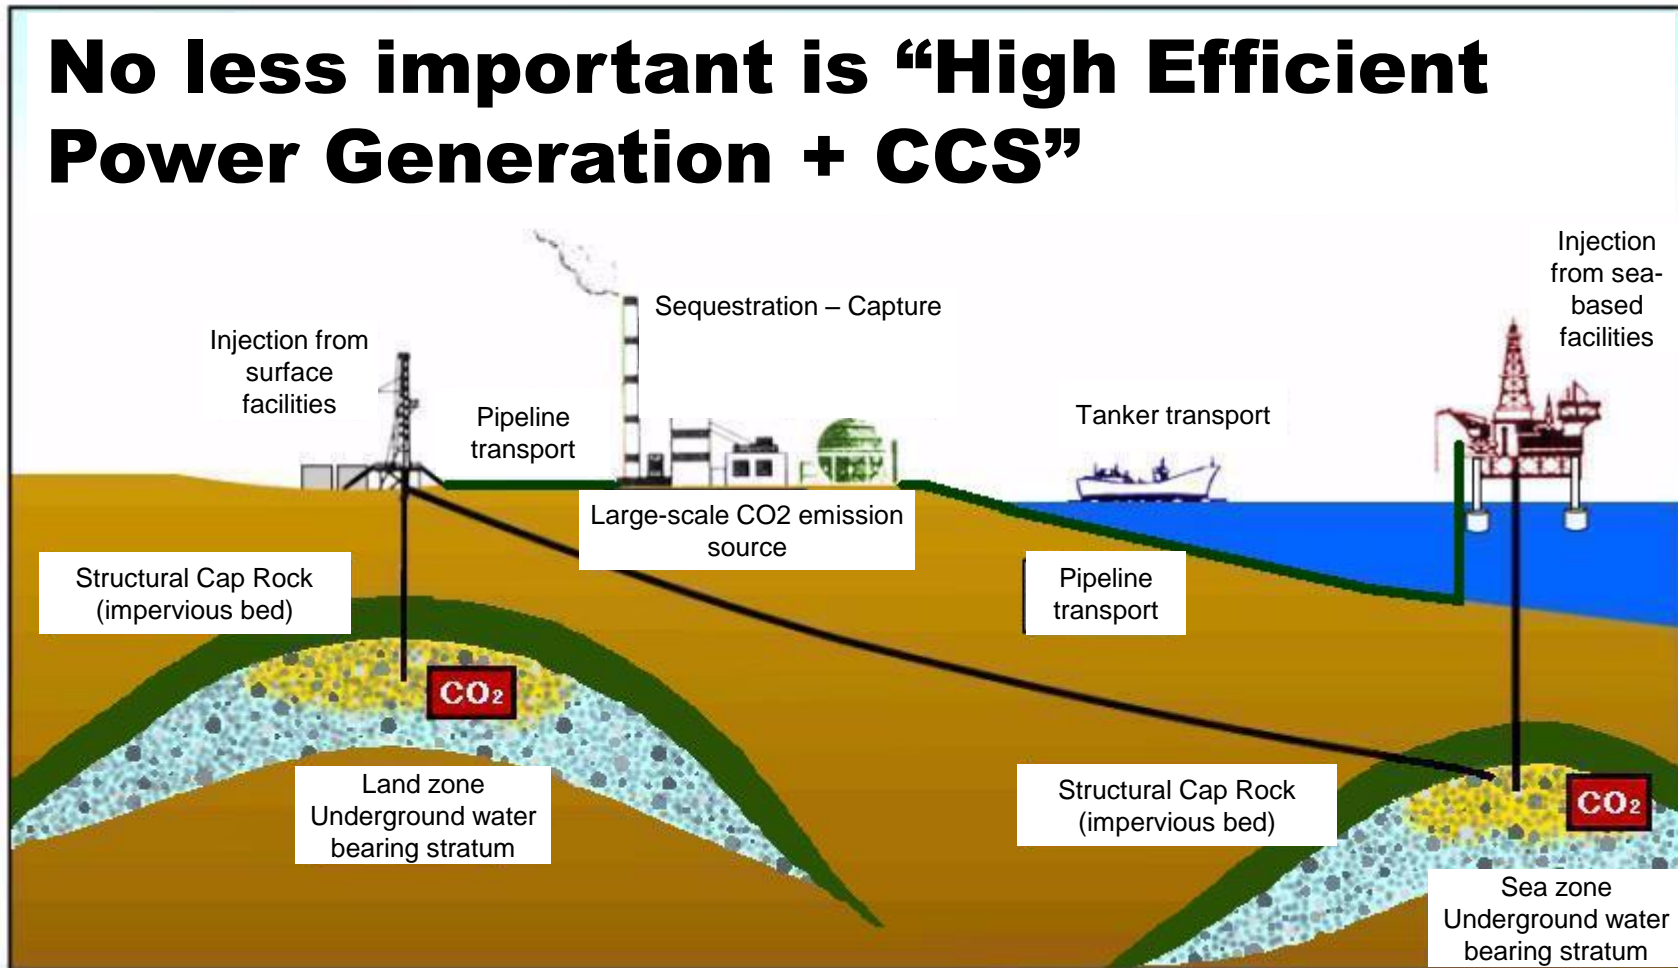 No less important is “High Efficient
Power Generation + CCS”
Injection
from sea-
based
facilities
Sequestration – Capture
Injection from
surface
facilities
Pipeline
transport
Tanker transport
Large-scale CO2 emission
source
Structural Cap Rock
(impervious bed)
Pipeline
transport
CO₂
Land zone
Underground water
bearing stratum
Structural Cap Rock
(impervious bed)
CO₂
Sea zone
Underground water
bearing stratum